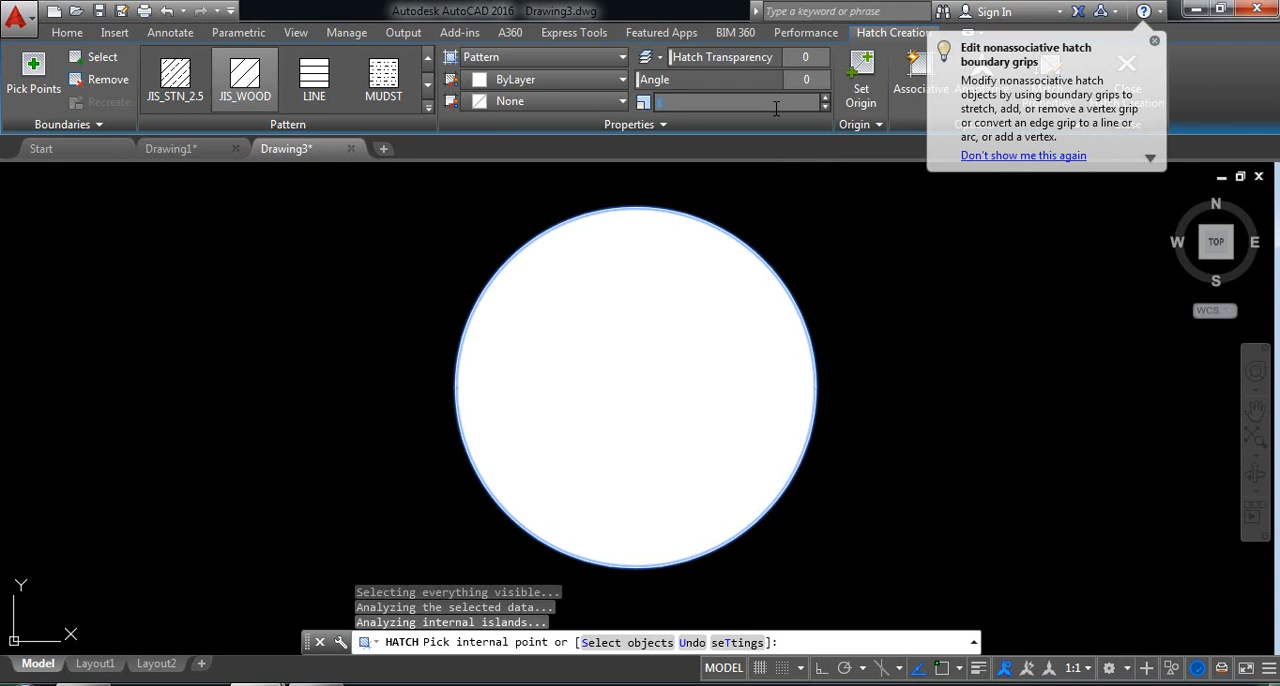 Autodesk AutoCAD 2016 Drawing3.dwg
Type a keyword or phrase
Sign In
Home Insert Annotate Parametric View Manage Output Add-ins A360 Express Tools Featured Apps BIM 360 Performance Hatch Creation
Pick Points
Select
Remove
Recreate
Boundaries
JIS_STN_2.5
JIS_WOOD
LINE
MUDST
Pattern
Pattern
ByLayer
None
Hatch Transparency 0
Angle 0
Properties
Set
Origin
Origin
Associative
Close
Close
Edit nonassociative hatch
boundary grips
Modify nonassociative hatch
objects by using boundary grips to
stretch, add, or remove a vertex grip
or convert an edge grip to a line or
arc, or add a vertex.
Don't show me this again
Start Drawing1* Drawing3*
N
W TOP E
S
WCS
Y
X
Selecting everything visible...
Analyzing the selected data...
Analyzing internal islands...
HATCH Pick internal point or [Select objects Undo seTtings]:
Model Layout1 Layout2
MODEL
1:1